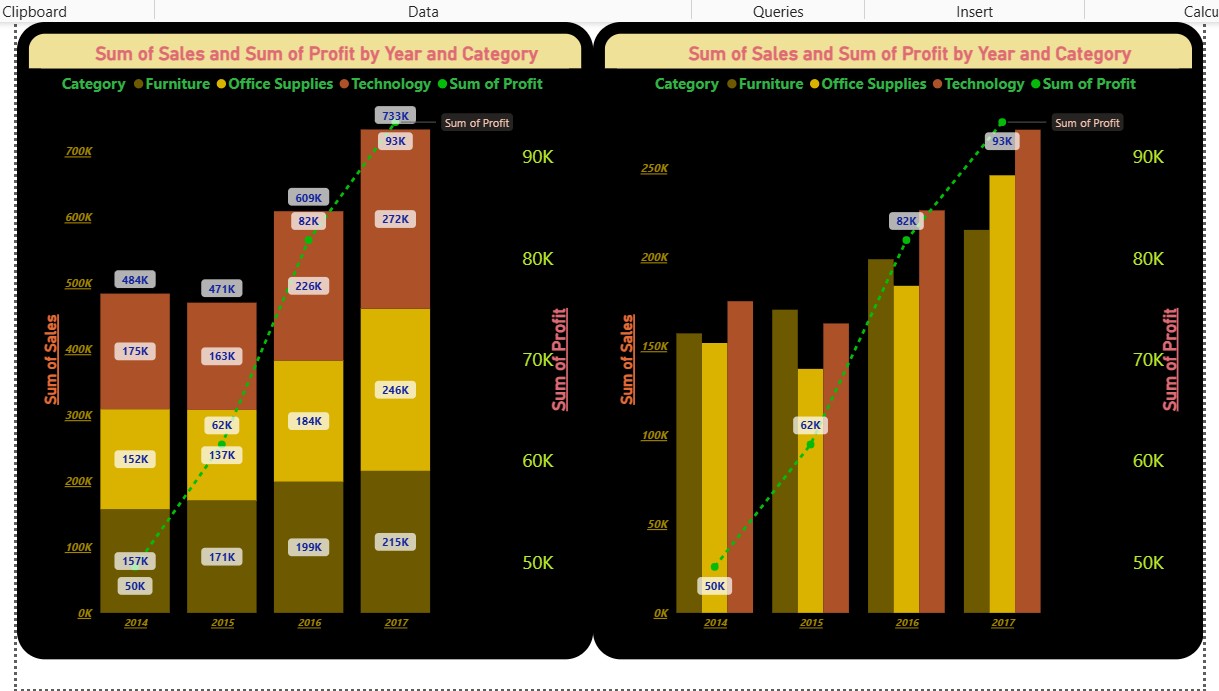 Clipboard Data Queries Insert Calcu
Sum of Sales and Sum of Profit by Year and Category
Category Furniture Office Supplies Technology Sum of Profit
733K
Sum of Profit
93K
700K
90K
609K
600K
82K
272K
80K
484K
471K
500K
226K
175K
163K
400K
70K
Sum of Sales
Sum of Profit
246K
300K
62K
184K
152K
137K
60K
200K
157K
171K
199K
215K
100K
50K
50K
0K
2014 2015 2016 2017
Sum of Sales and Sum of Profit by Year and Category
Category Furniture Office Supplies Technology Sum of Profit
Sum of Profit
93K
90K
250K
82K
200K
80K
150K
70K
Sum of Sales
Sum of Profit
62K
100K
60K
50K
50K
50K
0K
2014 2015 2016 2017